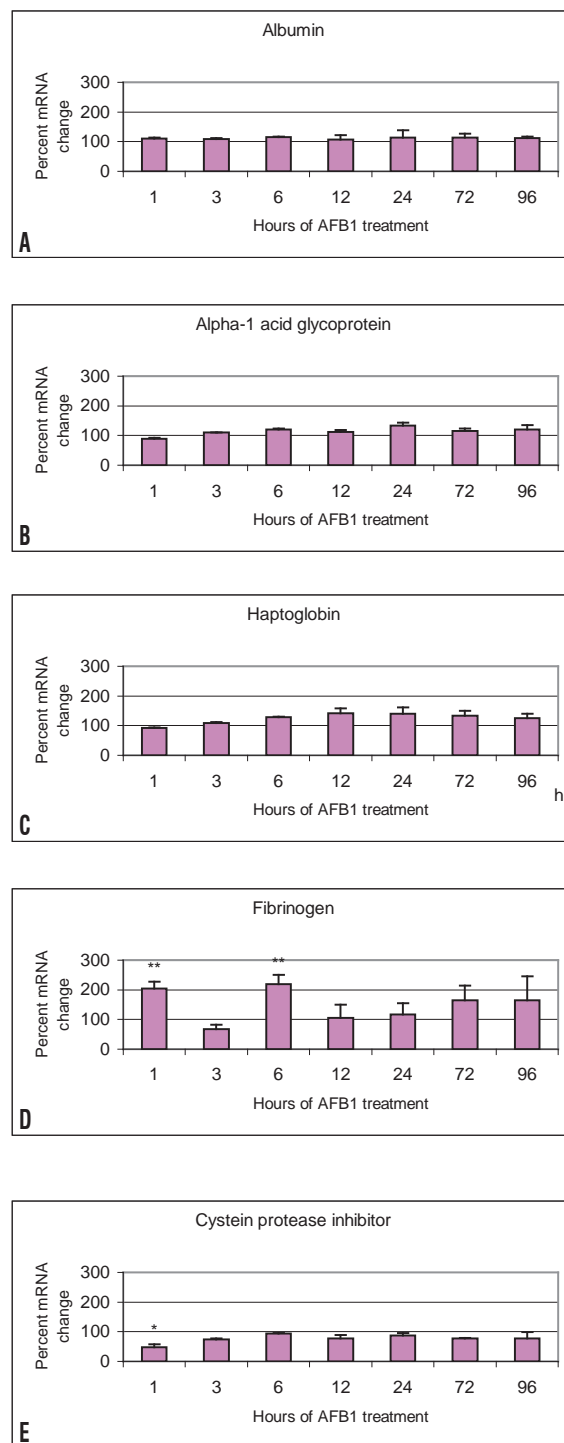 Albumin
300
200
100
0
Percent mRNA
change
1 3 6 12 24 72 96
Hours of AFB1 treatment
A
Alpha-1 acid glycoprotein
300
200
100
0
Percent mRNA
change
1 3 6 12 24 72 96
Hours of AFB1 treatment
B
Haptoglobin
300
200
100
0
Percent mRNA
change
1 3 6 12 24 72 96
h
Hours of AFB1 treatment
C
Fibrinogen
** **
300
200
100
0
Percent mRNA
change
1 3 6 12 24 72 96
Hours of AFB1 treatment
D
Cystein protease inhibitor
300
200
100
0
Percent mRNA
change
*
1 3 6 12 24 72 96
Hours of AFB1 treatment
E